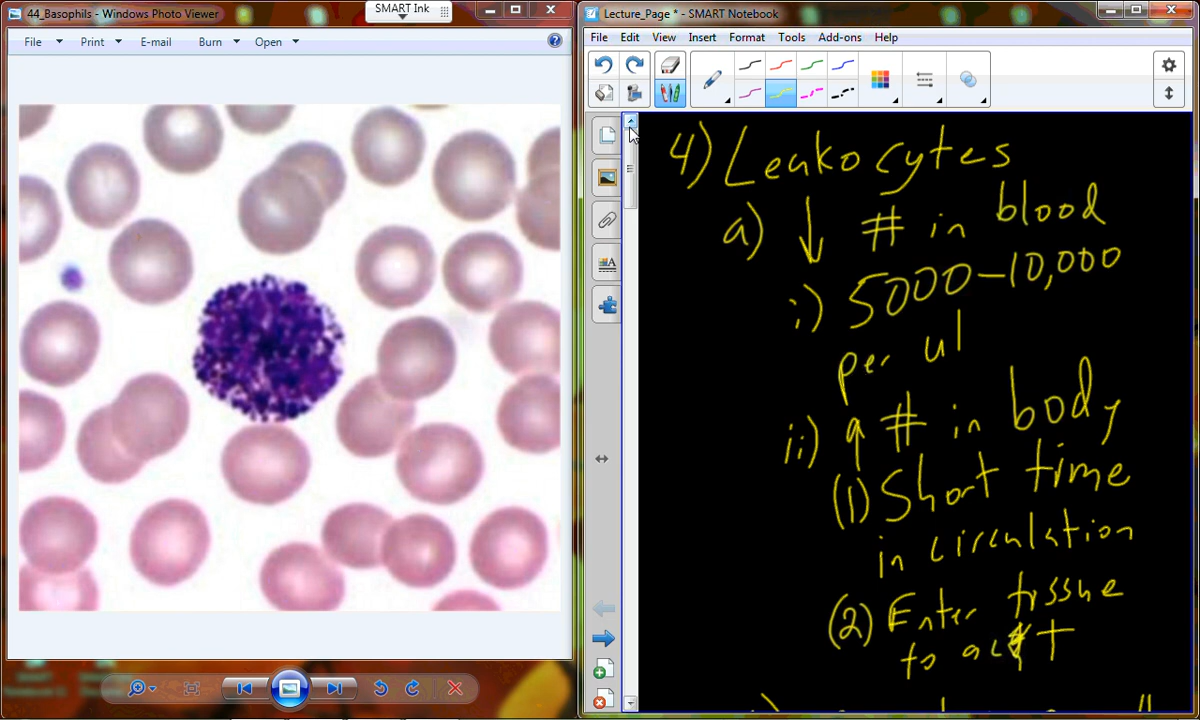 44_Basophils - Windows Photo Viewer
SMART Ink
File Print E-mail Burn Open
Lecture_Page * - SMART Notebook
File Edit View Insert Format Tools Add-ons Help
4) Leukocytes
a) ↓ # in blood
i) 5000-10,000
per ul
ii) # in body
(1) Short time
in circulation
(2) Enter tissue
to act